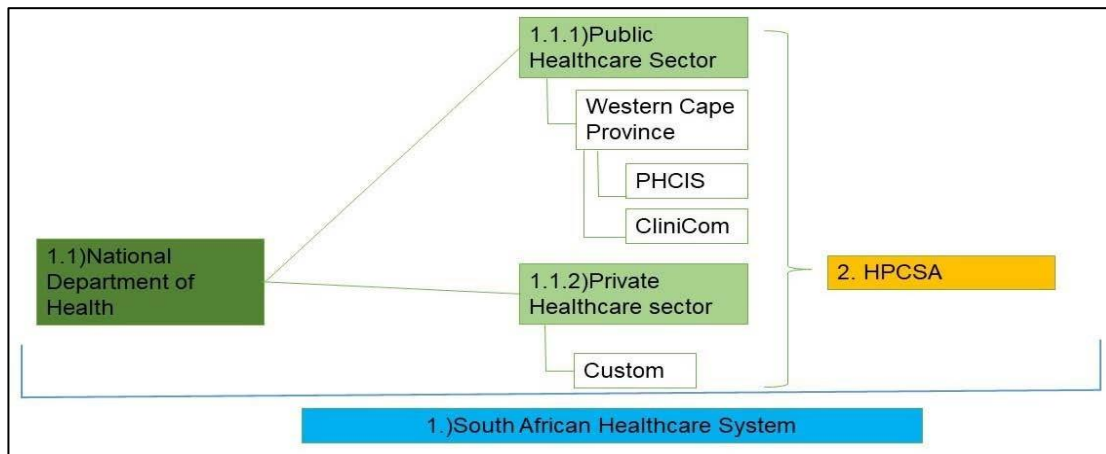 1.1.1)Public
Healthcare Sector
Western Cape
Province
PHCIS
CliniCom
1.1)National
Department of
Health
1.1.2)Private
Healthcare sector
2. HPCSA
Custom
1.)South African Healthcare System